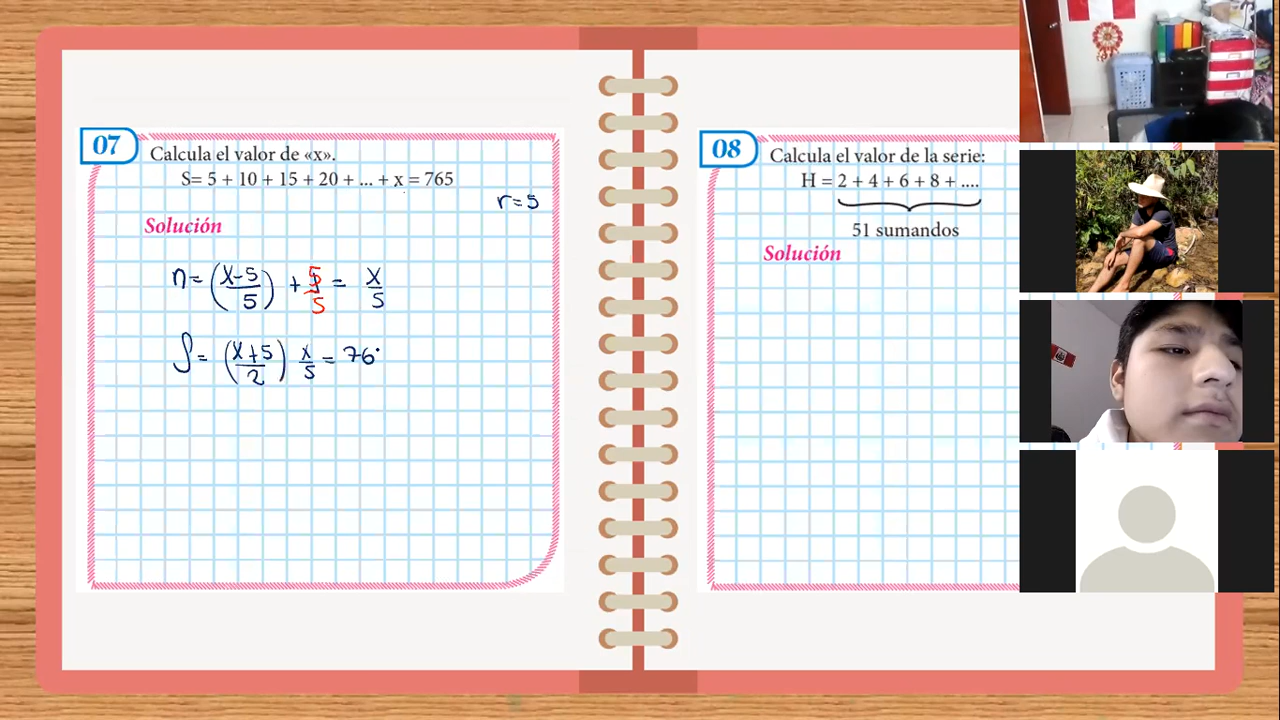 07
Calcula el valor de «x».
S= 5 + 10 + 15 + 20 + ... + x = 765
r = 5
Solución
n = (x-5/5) + 5/5 = x/5
S = (x+5/2) x/5 = 76
08
Calcula el valor de la serie:
H = 2 + 4 + 6 + 8 + ....
51 sumandos
Solución